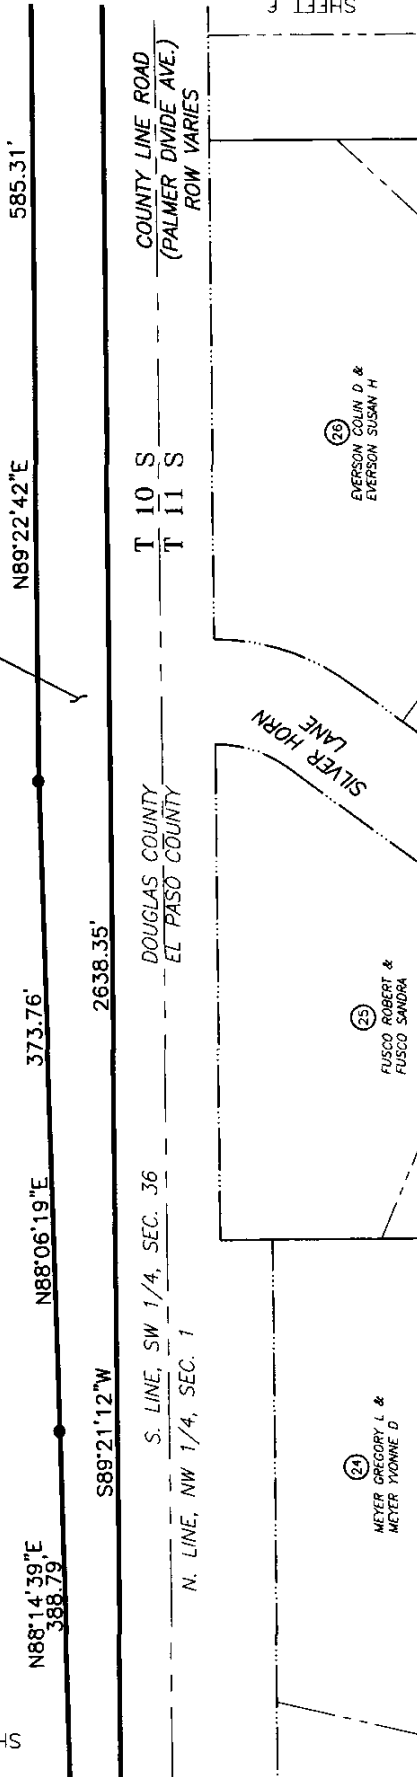 N88°14'39"E
388.79'
N88°06'19"E
373.76'
N89°22'42"E
585.31'
S89°21'12"W
2638.35'
S. LINE, SW 1/4, SEC. 36
N. LINE, NW 1/4, SEC. 1
DOUGLAS COUNTY
EL PASO COUNTY
T 10 S
T 11 S
COUNTY LINE ROAD
(PALMER DIVIDE AVE.)
ROW VARIES
SILVER HORN
LANE
24
MEYER GREGORY L &
MEYER YVONNE D
25
FUSCO ROBERT &
FUSCO SANDRA
26
EVERSON COLIN D &
EVERSON SUSAN H
SHEET